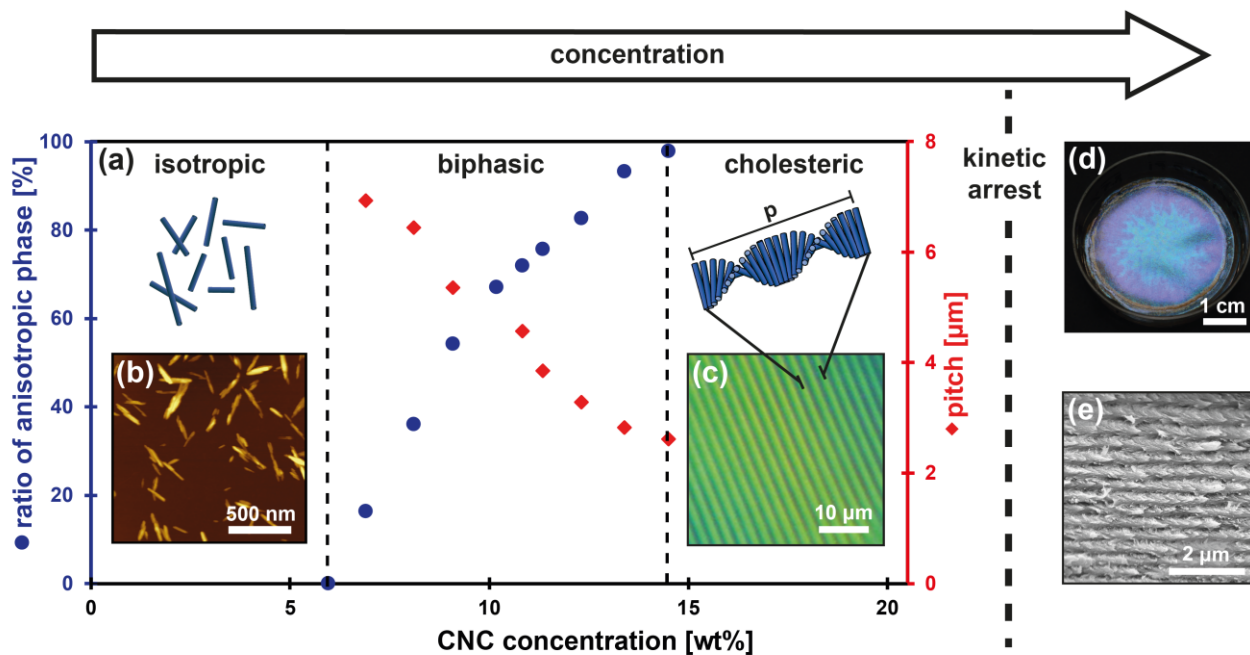 concentration
(a)
isotropic
biphasic
cholesteric
kinetic
arrest
(d)
1 cm
100
80
60
40
20
0
ratio of anisotropic phase [%]
(b)
500 nm
p
(c)
10 µm
8
6
4
2
0
pitch [µm]
(e)
2 µm
0
5
10
15
20
CNC concentration [wt%]